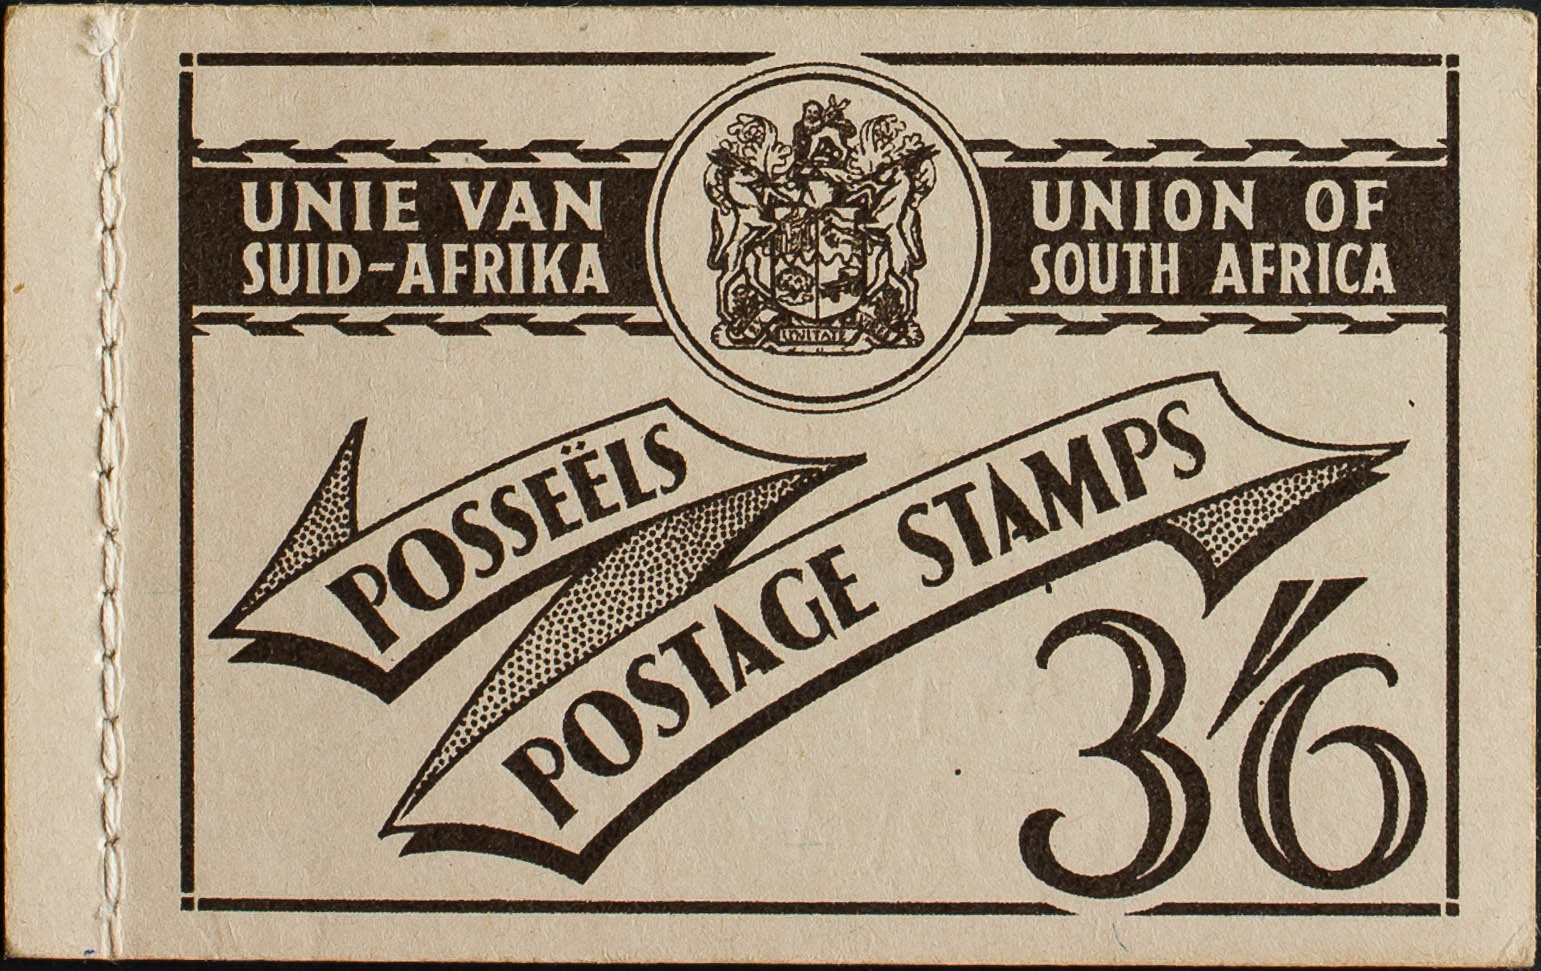 UNIE VAN
SUID-AFRIKA
UNION OF
SOUTH AFRICA
POSSEËLS
POSTAGE STAMPS
3'6